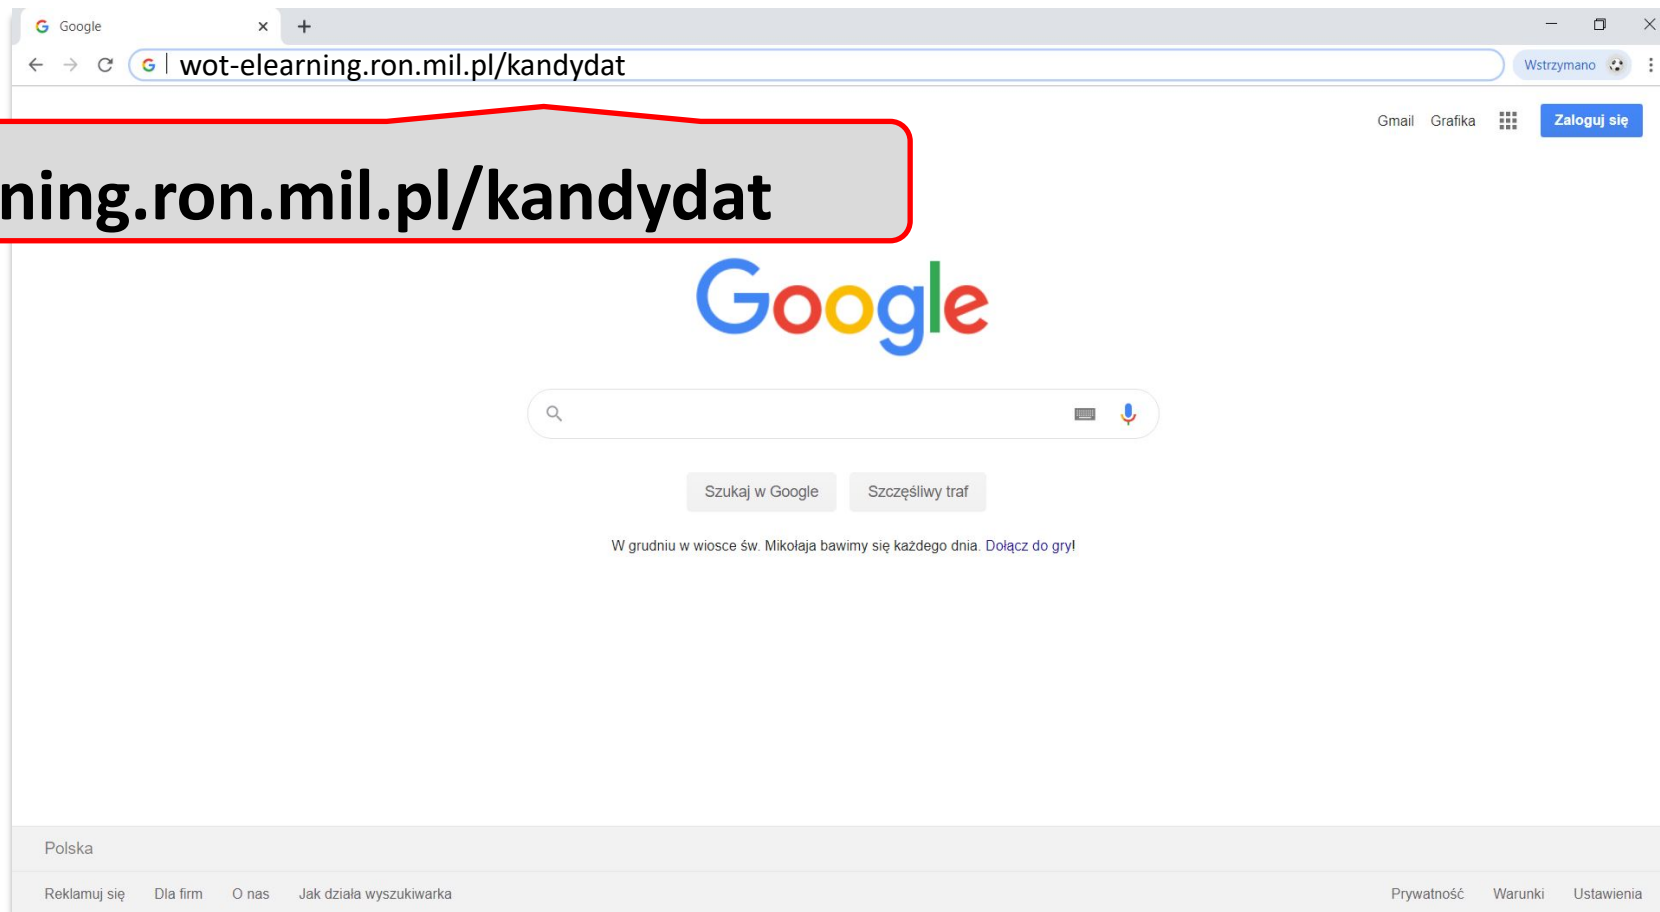 Google
wot-elearning.ron.mil.pl/kandydat
Wstrzymano
Gmail Grafika Zaloguj się
ning.ron.mil.pl/kandydat
Google
Szukaj w Google Szczęśliwy traf
W grudniu w wiosce św. Mikołaja bawimy się każdego dnia. Dołącz do gry!
Polska
Reklamuj się Dla firm O nas Jak działa wyszukiwarka Prywatność Warunki Ustawienia